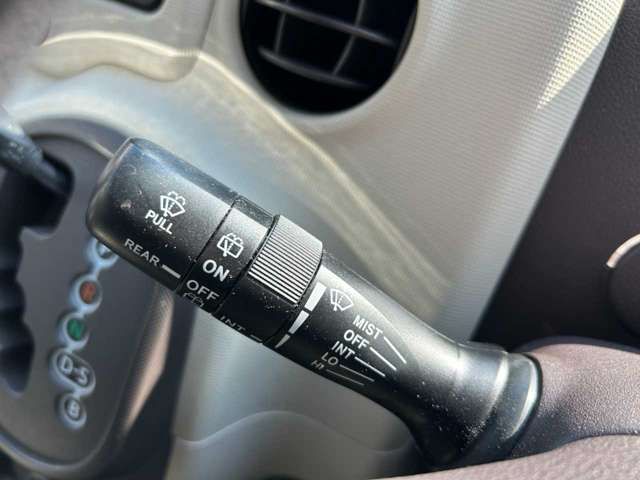 PULL
REAR
ON
OFF
INT
MIST
OFF
INT
LO
HI
R
N
D-S
B